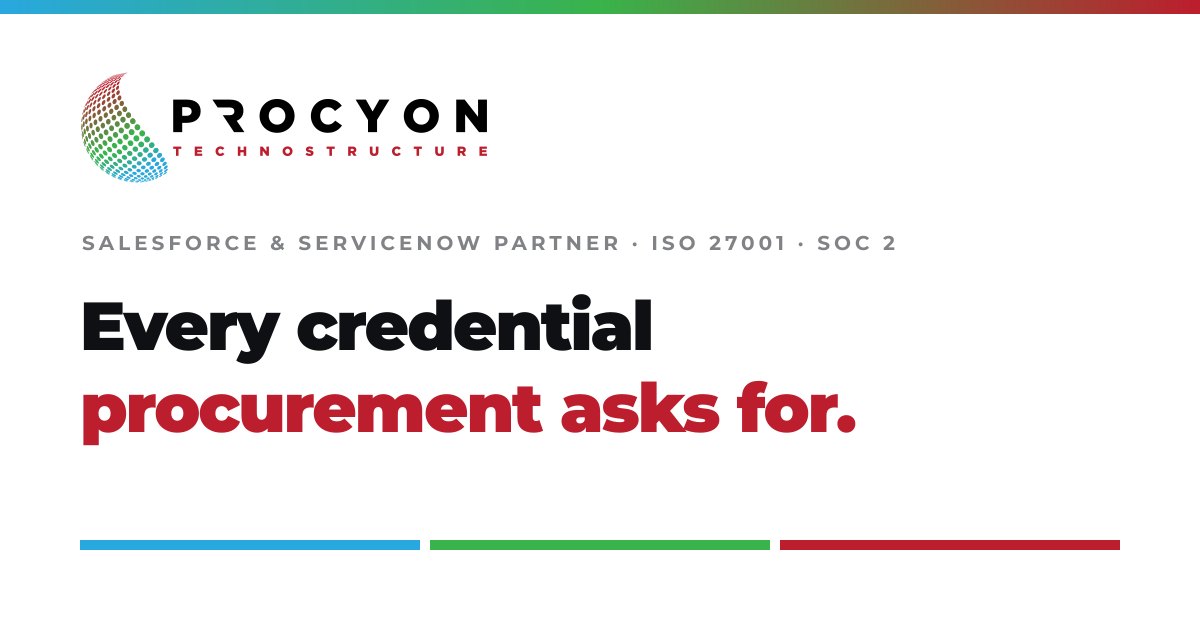 PROCYON
TECHNOSTRUCTURE
SALESFORCE & SERVICENOW PARTNER · ISO 27001 · SOC 2
Every credential
procurement asks for.